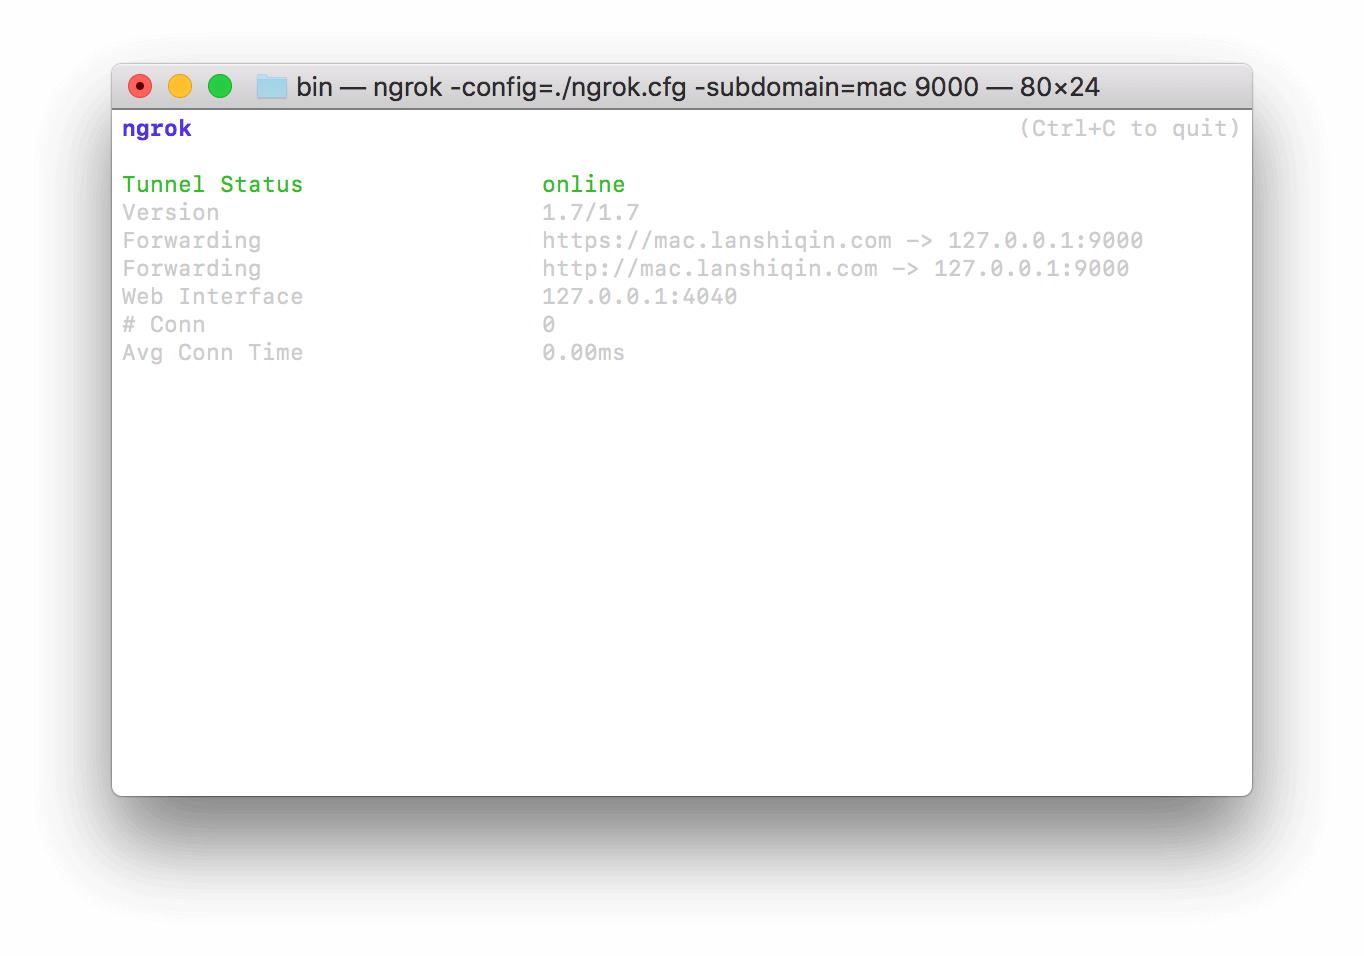 bin — ngrok -config=./ngrok.cfg -subdomain=mac 9000 — 80×24
ngrok (Ctrl+C to quit)
Tunnel Status online
Version 1.7/1.7
Forwarding https://mac.lanshiqin.com -> 127.0.0.1:9000
Forwarding http://mac.lanshiqin.com -> 127.0.0.1:9000
Web Interface 127.0.0.1:4040
# Conn 0
Avg Conn Time 0.00ms